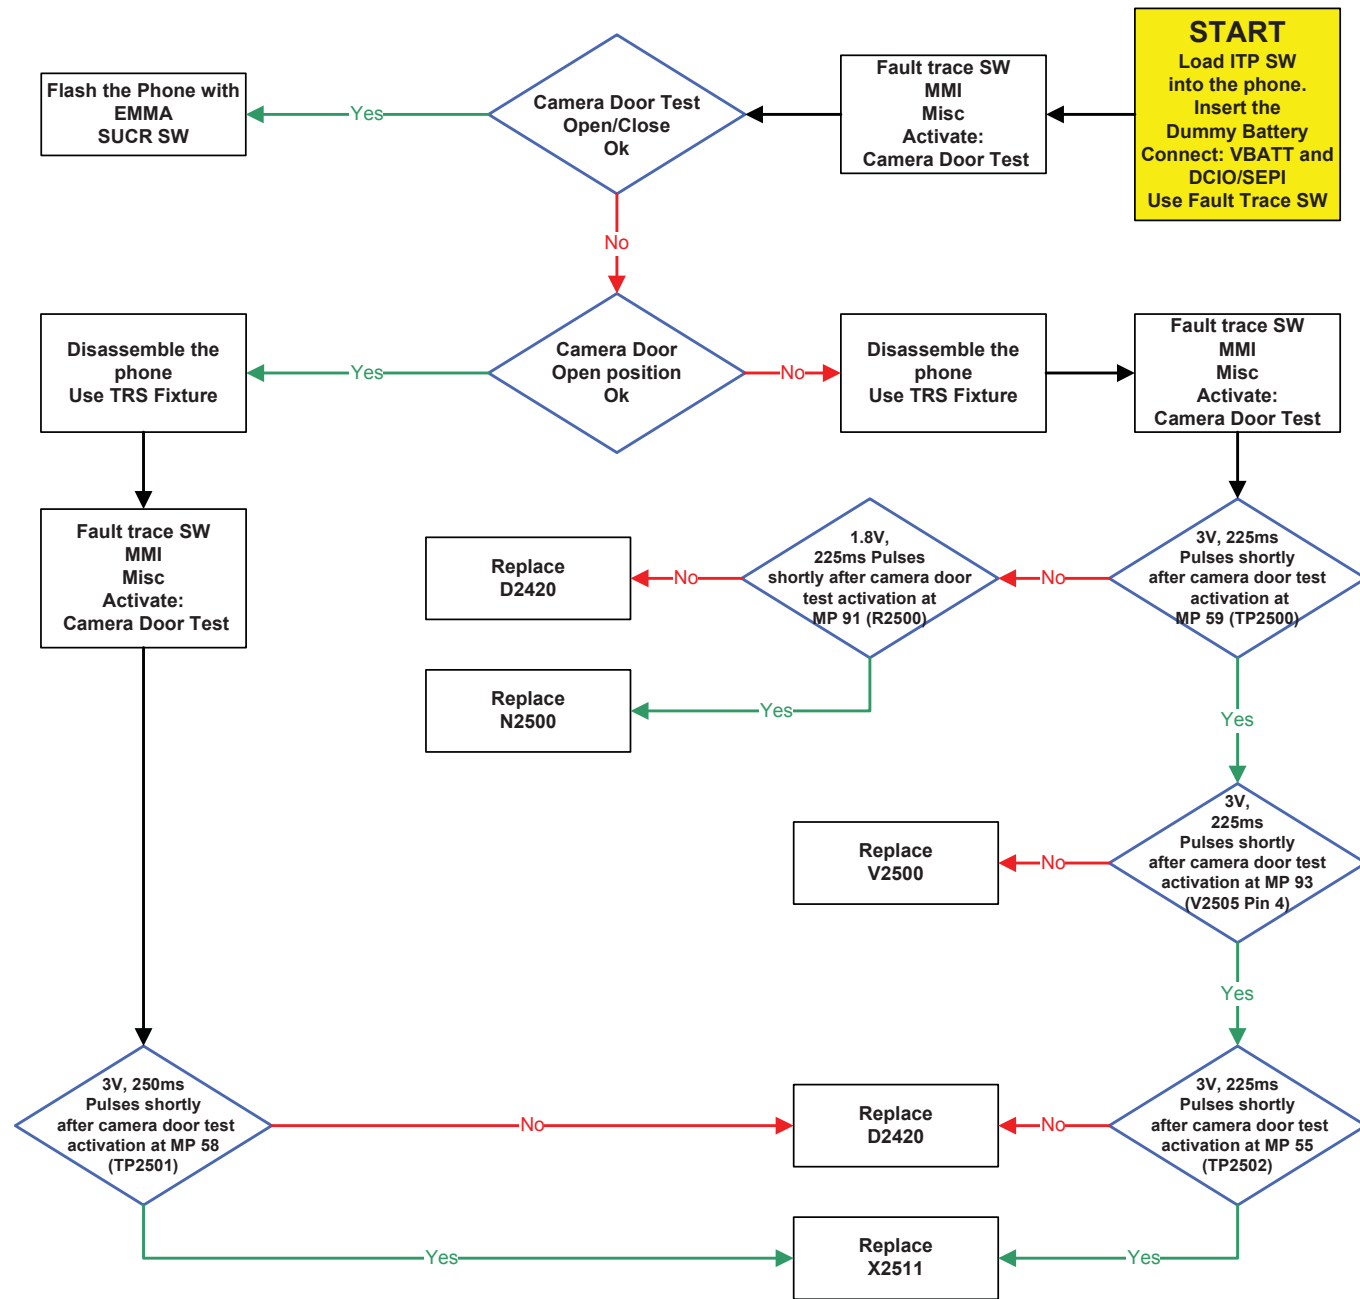 START
Load ITP SW
into the phone.
Insert the
Dummy Battery
Connect: VBATT and
DCIO/SEPI
Use Fault Trace SW
Fault trace SW
MMI
Misc
Activate:
Camera Door Test
Camera Door Test
Open/Close
Ok
Yes
Flash the Phone with
EMMA
SUCR SW
No
Camera Door
Open position
Ok
Yes
Disassemble the
phone
Use TRS Fixture
No
Disassemble the
phone
Use TRS Fixture
Fault trace SW
MMI
Misc
Activate:
Camera Door Test
Fault trace SW
MMI
Misc
Activate:
Camera Door Test
3V, 225ms
Pulses shortly
after camera door test
activation at
MP 59 (TP2500)
No
1.8V,
225ms Pulses
shortly after camera door
test activation at
MP 91 (R2500)
No
Replace
D2420
Yes
Replace
N2500
Yes
3V,
225ms
Pulses shortly
after camera door test
activation at MP 93
(V2505 Pin 4)
No
Replace
V2500
Yes
3V, 225ms
Pulses shortly
after camera door test
activation at MP 55
(TP2502)
No
Replace
D2420
3V, 250ms
Pulses shortly
after camera door test
activation at MP 58
(TP2501)
No
Yes
Replace
X2511
Yes